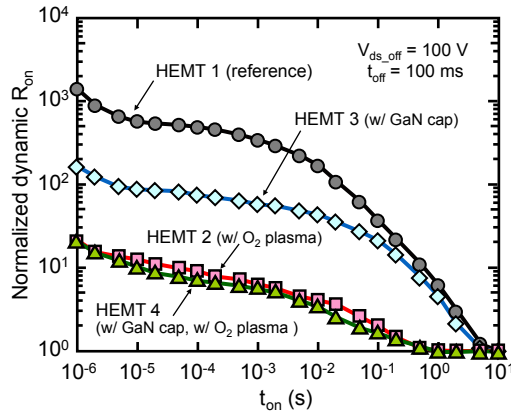 Normalized dynamic R_on
10⁴
10³
10²
10¹
10⁰
V_ds_off = 100 V
t_off = 100 ms
HEMT 1 (reference)
HEMT 3 (w/ GaN cap)
HEMT 2 (w/ O₂ plasma)
HEMT 4
(w/ GaN cap, w/ O₂ plasma )
10⁻⁶ 10⁻⁵ 10⁻⁴ 10⁻³ 10⁻² 10⁻¹ 10⁰ 10¹
t_on (s)